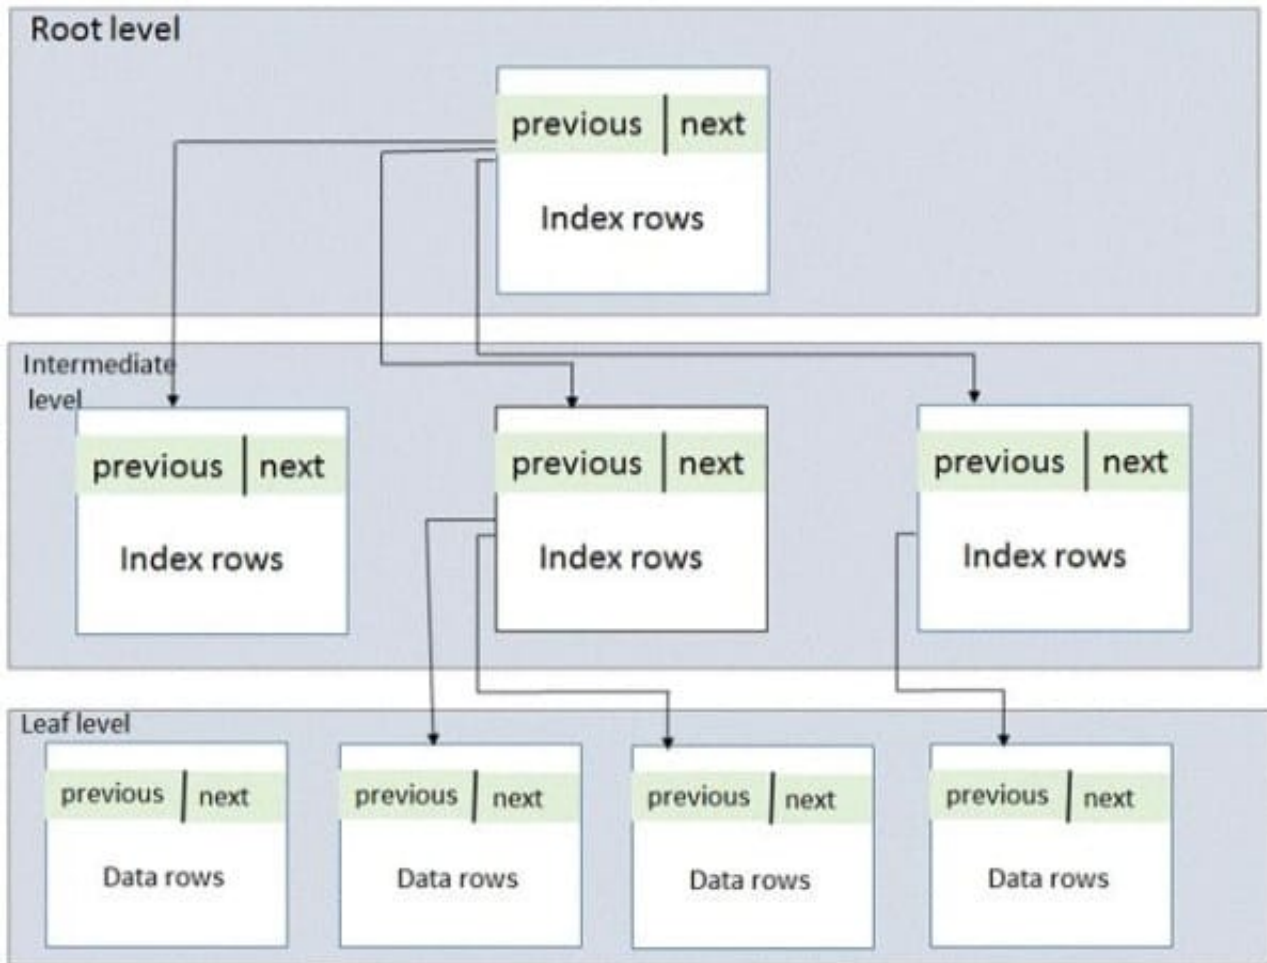 Root level
previous | next
Index rows
Intermediate
level
previous | next
Index rows
previous | next
Index rows
previous | next
Index rows
Leaf level
previous | next
Data rows
previous | next
Data rows
previous | next
Data rows
previous | next
Data rows